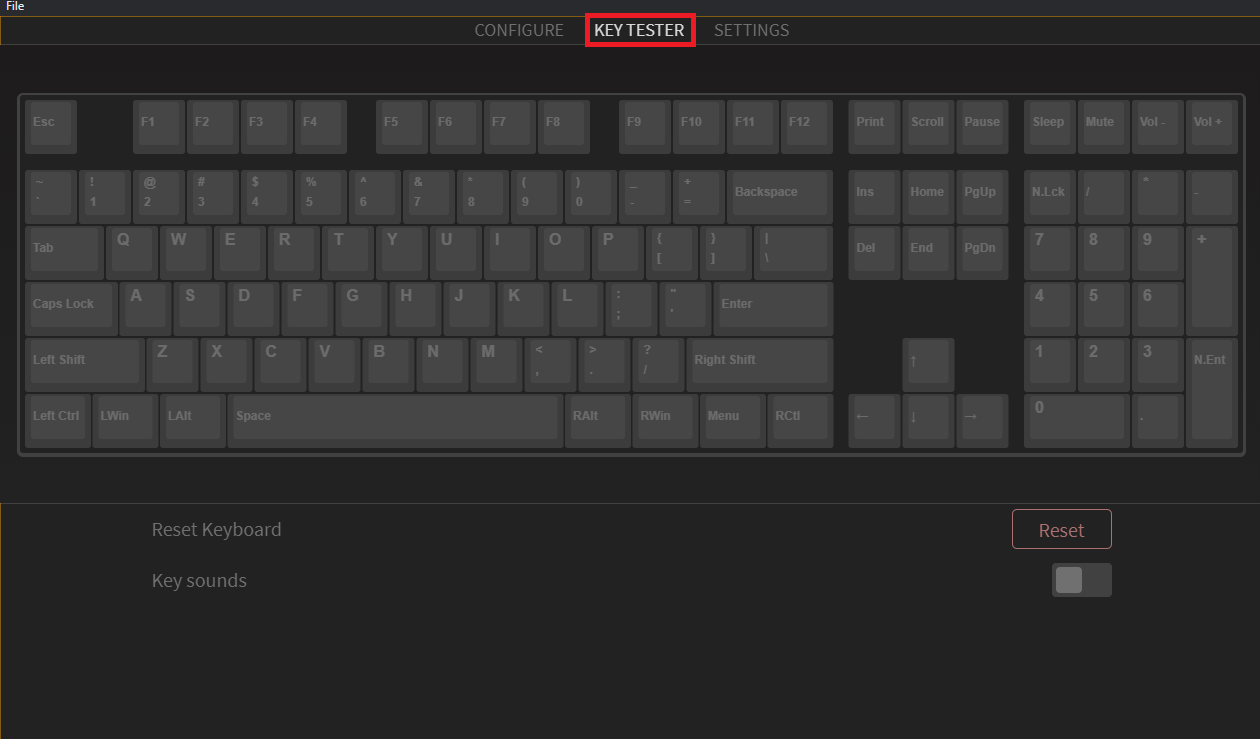 File
CONFIGURE KEY TESTER SETTINGS
Esc F1 F2 F3 F4 F5 F6 F7 F8 F9 F10 F11 F12 Print Scroll Pause Sleep Mute Vol - Vol +
~ ! @ # $ % ^ & * ( ) _ + Backspace Ins Home PgUp N.Lck / * -
` 1 2 3 4 5 6 7 8 9 0 - =
Tab Q W E R T Y U I O P { } | Del End PgDn 7 8 9 +
[ ] \
Caps Lock A S D F G H J K L : " Enter 4 5 6
; '
Left Shift Z X C V B N M < > ? Right Shift ↑ 1 2 3 N.Ent
, . /
Left Ctrl LWin LAlt Space RAlt RWin Menu RCtl ← ↓ → 0 .
Reset Keyboard Reset
Key sounds